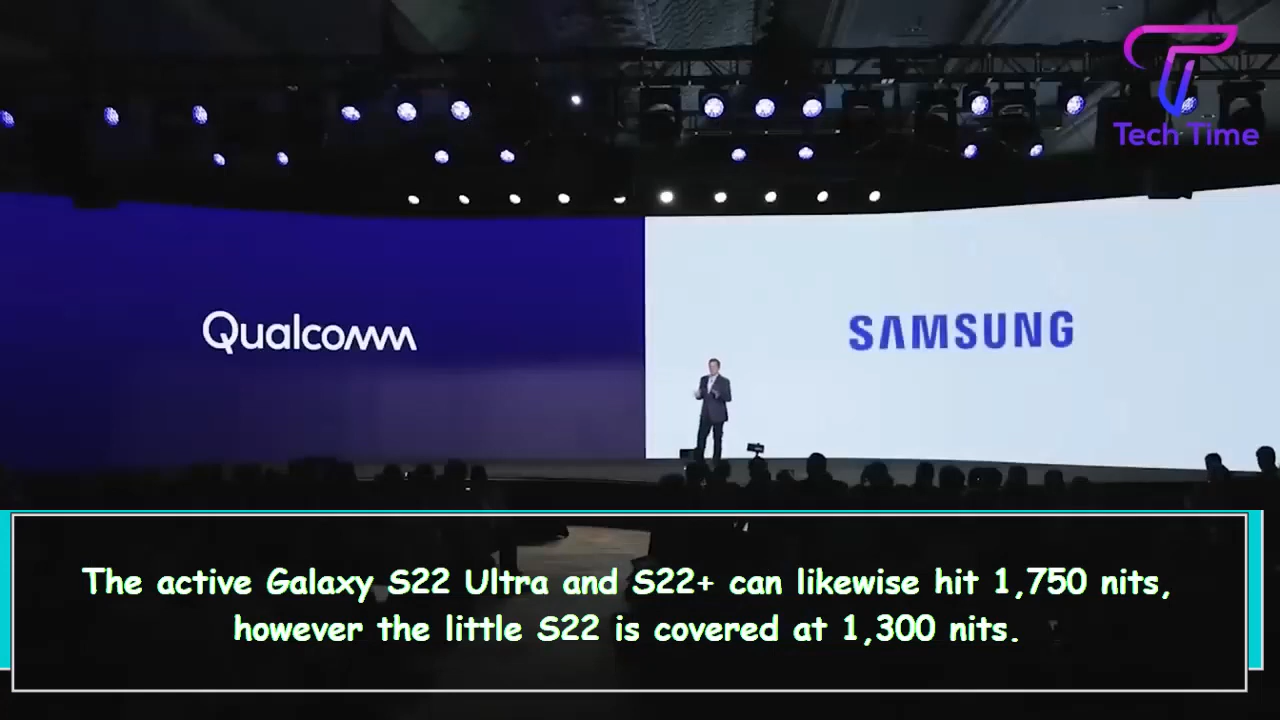 Tech Time
Qualcomm
SAMSUNG
The active Galaxy S22 Ultra and S22+ can likewise hit 1,750 nits,
however the little S22 is covered at 1,300 nits.